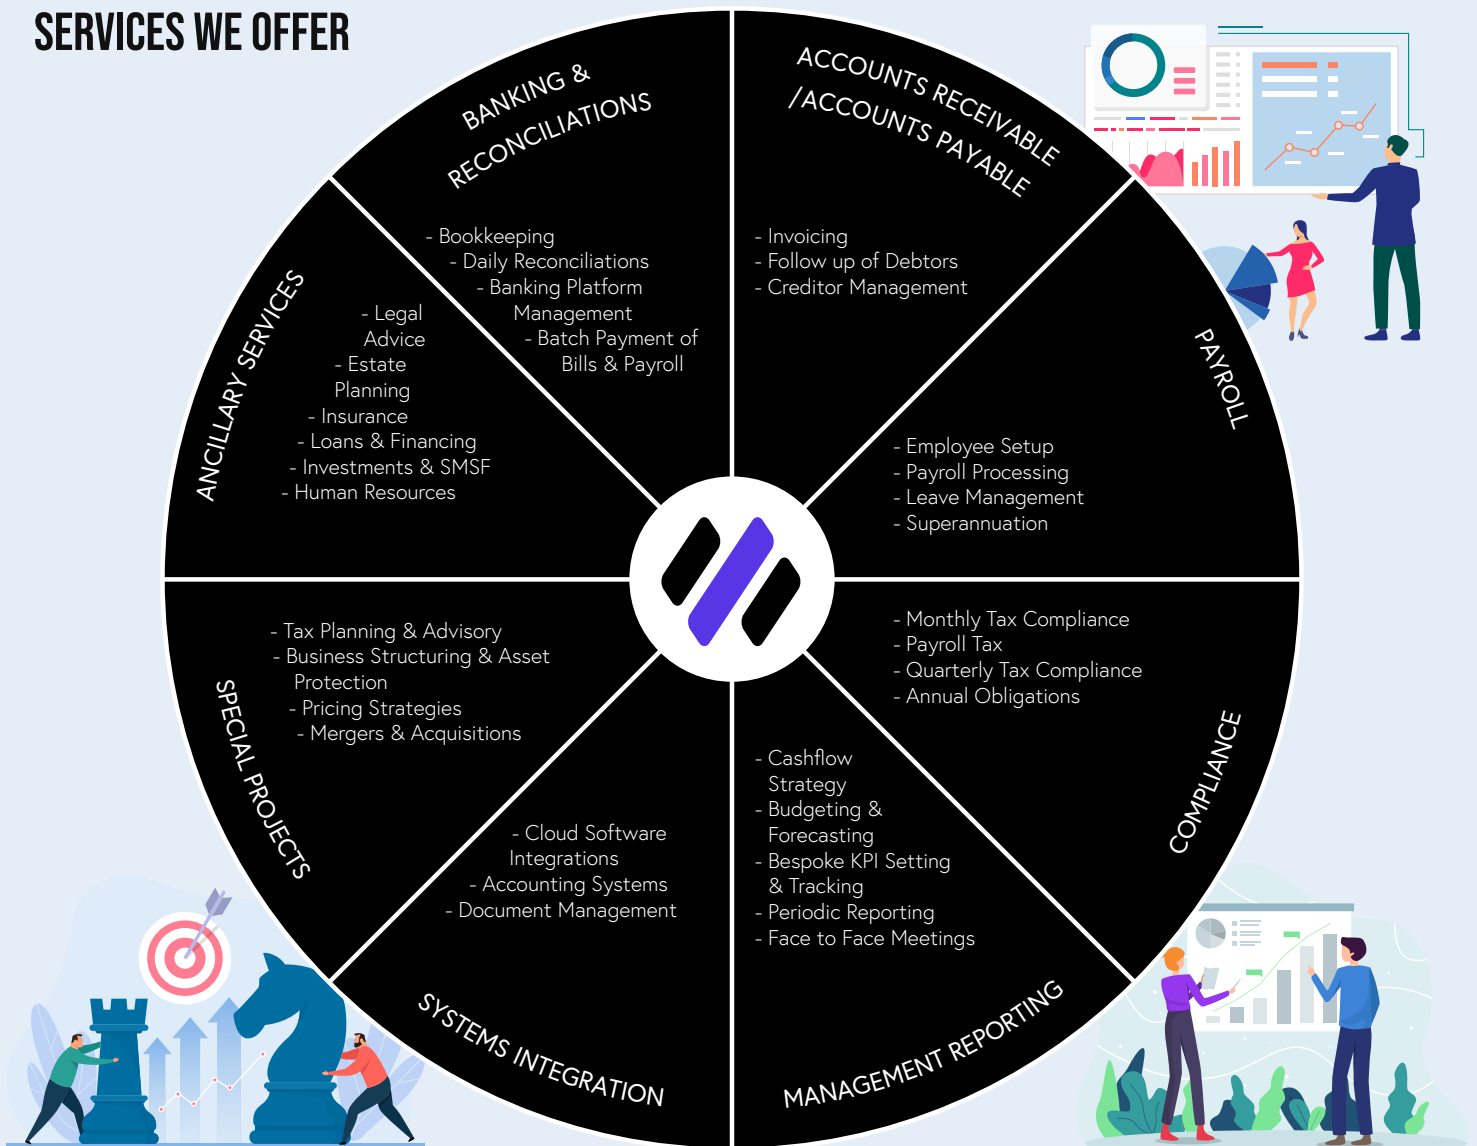 SERVICES WE OFFER
BANKING &
RECONCILIATIONS
- Bookkeeping
- Daily Reconciliations
- Banking Platform
Management
- Batch Payment of
Bills & Payroll
ACCOUNTS RECEIVABLE
/ACCOUNTS PAYABLE
- Invoicing
- Follow up of Debtors
- Creditor Management
PAYROLL
- Employee Setup
- Payroll Processing
- Leave Management
- Superannuation
COMPLIANCE
- Monthly Tax Compliance
- Payroll Tax
- Quarterly Tax Compliance
- Annual Obligations
MANAGEMENT REPORTING
- Cashflow
Strategy
- Budgeting &
Forecasting
- Bespoke KPI Setting
& Tracking
- Periodic Reporting
- Face to Face Meetings
SYSTEMS INTEGRATION
- Cloud Software
Integrations
- Accounting Systems
- Document Management
SPECIAL PROJECTS
- Tax Planning & Advisory
- Business Structuring & Asset
Protection
- Pricing Strategies
- Mergers & Acquisitions
ANCILLARY SERVICES
- Legal
Advice
- Estate
Planning
- Insurance
- Loans & Financing
- Investments & SMSF
- Human Resources